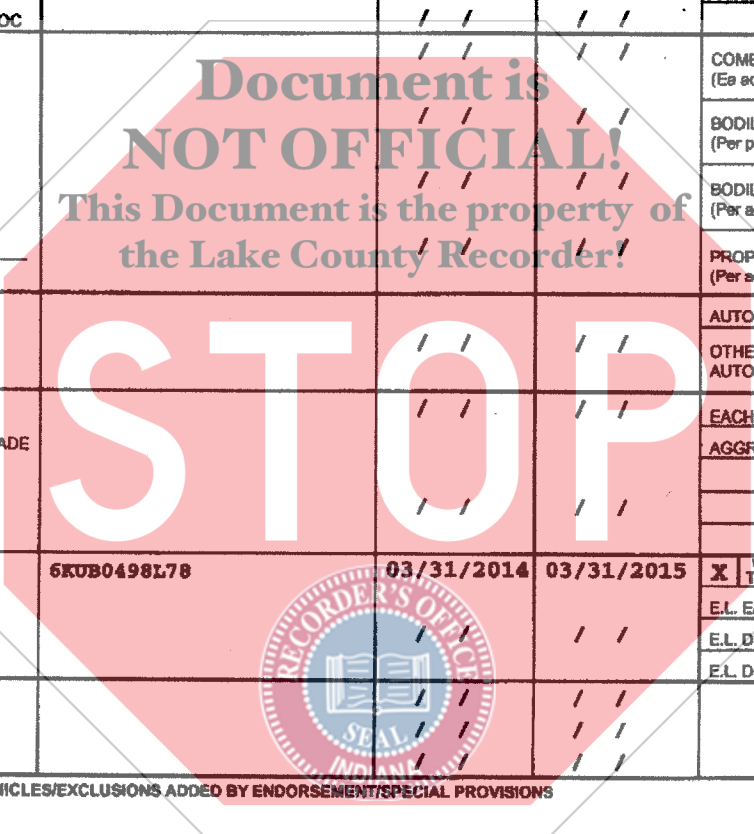 OC
/ / / /
/ / / /
COMB
(Ea ac
Document is
/ / / /
BODIL
(Per p
NOT OFFICIAL!
/ / / /
BODIL
(Per a
This Document is the property of
the Lake County Recorder!
/ / / /
PROP
(Per a
AUTO
STOP
/ / / /
OTHE
AUTO
/ / / /
EACH
ADE
AGGR
/ / / /
6KUB0498L78 03/31/2014 03/31/2015 X
E.L. E
RECORDER'S OFFICE
/ / / /
E.L. D
E.L. D
/ / / /
SEAL
/ / / /
INDIANA
/ / / /
HICLES/EXCLUSIONS ADDED BY ENDORSEMENT/SPECIAL PROVISIONS